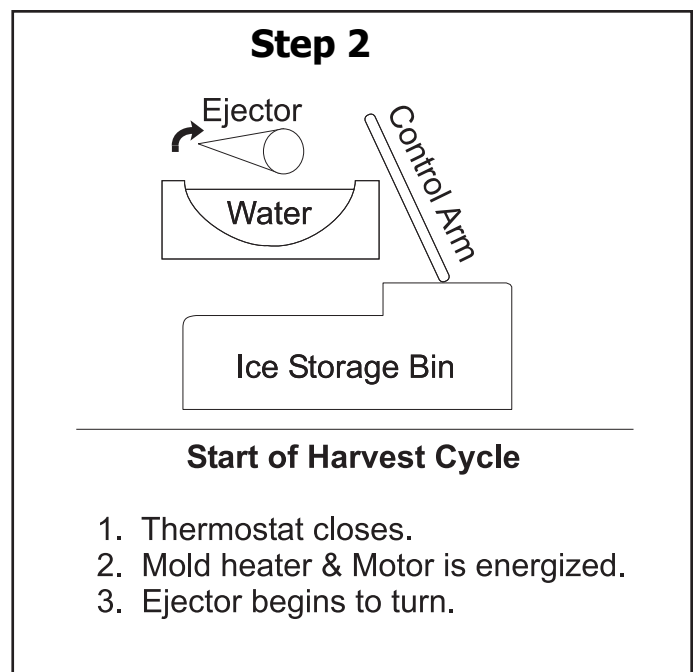 Step 2
Ejector
Control Arm
Water
Ice Storage Bin
Start of Harvest Cycle
1. Thermostat closes.
2. Mold heater & Motor is energized.
3. Ejector begins to turn.